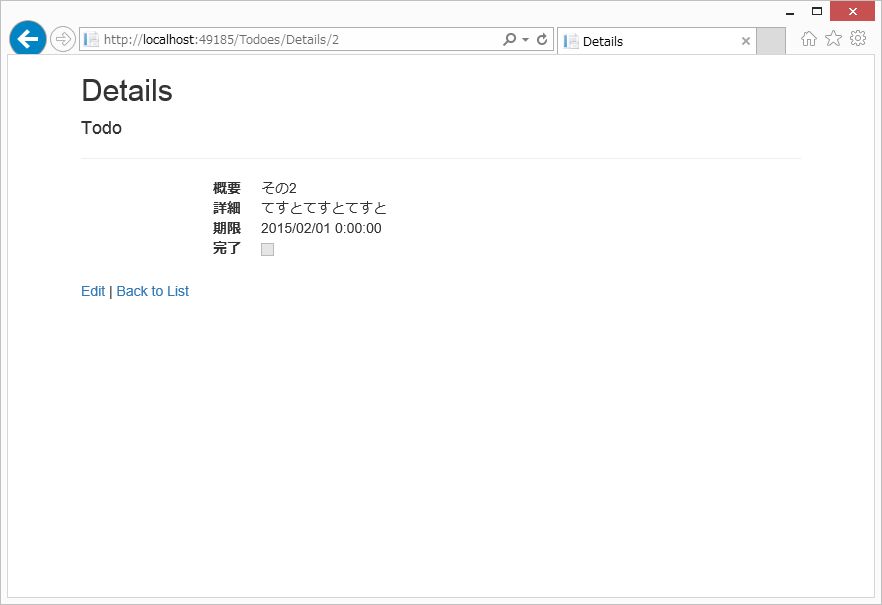 http://localhost:49185/Todoes/Details/2
Details
Details
Todo
概要 その2
詳細 てすとてすとてすと
期限 2015/02/01 0:00:00
完了
Edit | Back to List